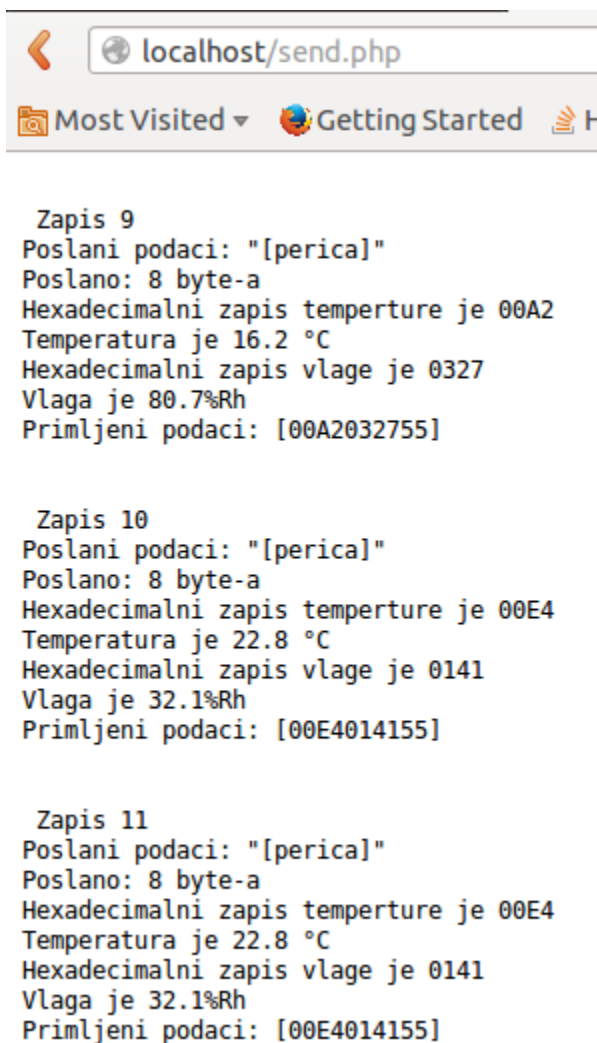 localhost/send.php
Most Visited Getting Started H
Zapis 9
Poslani podaci: "[perica]"
Poslano: 8 byte-a
Hexadecimalni zapis temperture je 00A2
Temperatura je 16.2 °C
Hexadecimalni zapis vlage je 0327
Vlaga je 80.7%Rh
Primljeni podaci: [00A2032755]
Zapis 10
Poslani podaci: "[perica]"
Poslano: 8 byte-a
Hexadecimalni zapis temperture je 00E4
Temperatura je 22.8 °C
Hexadecimalni zapis vlage je 0141
Vlaga je 32.1%Rh
Primljeni podaci: [00E4014155]
Zapis 11
Poslani podaci: "[perica]"
Poslano: 8 byte-a
Hexadecimalni zapis temperture je 00E4
Temperatura je 22.8 °C
Hexadecimalni zapis vlage je 0141
Vlaga je 32.1%Rh
Primljeni podaci: [00E4014155]